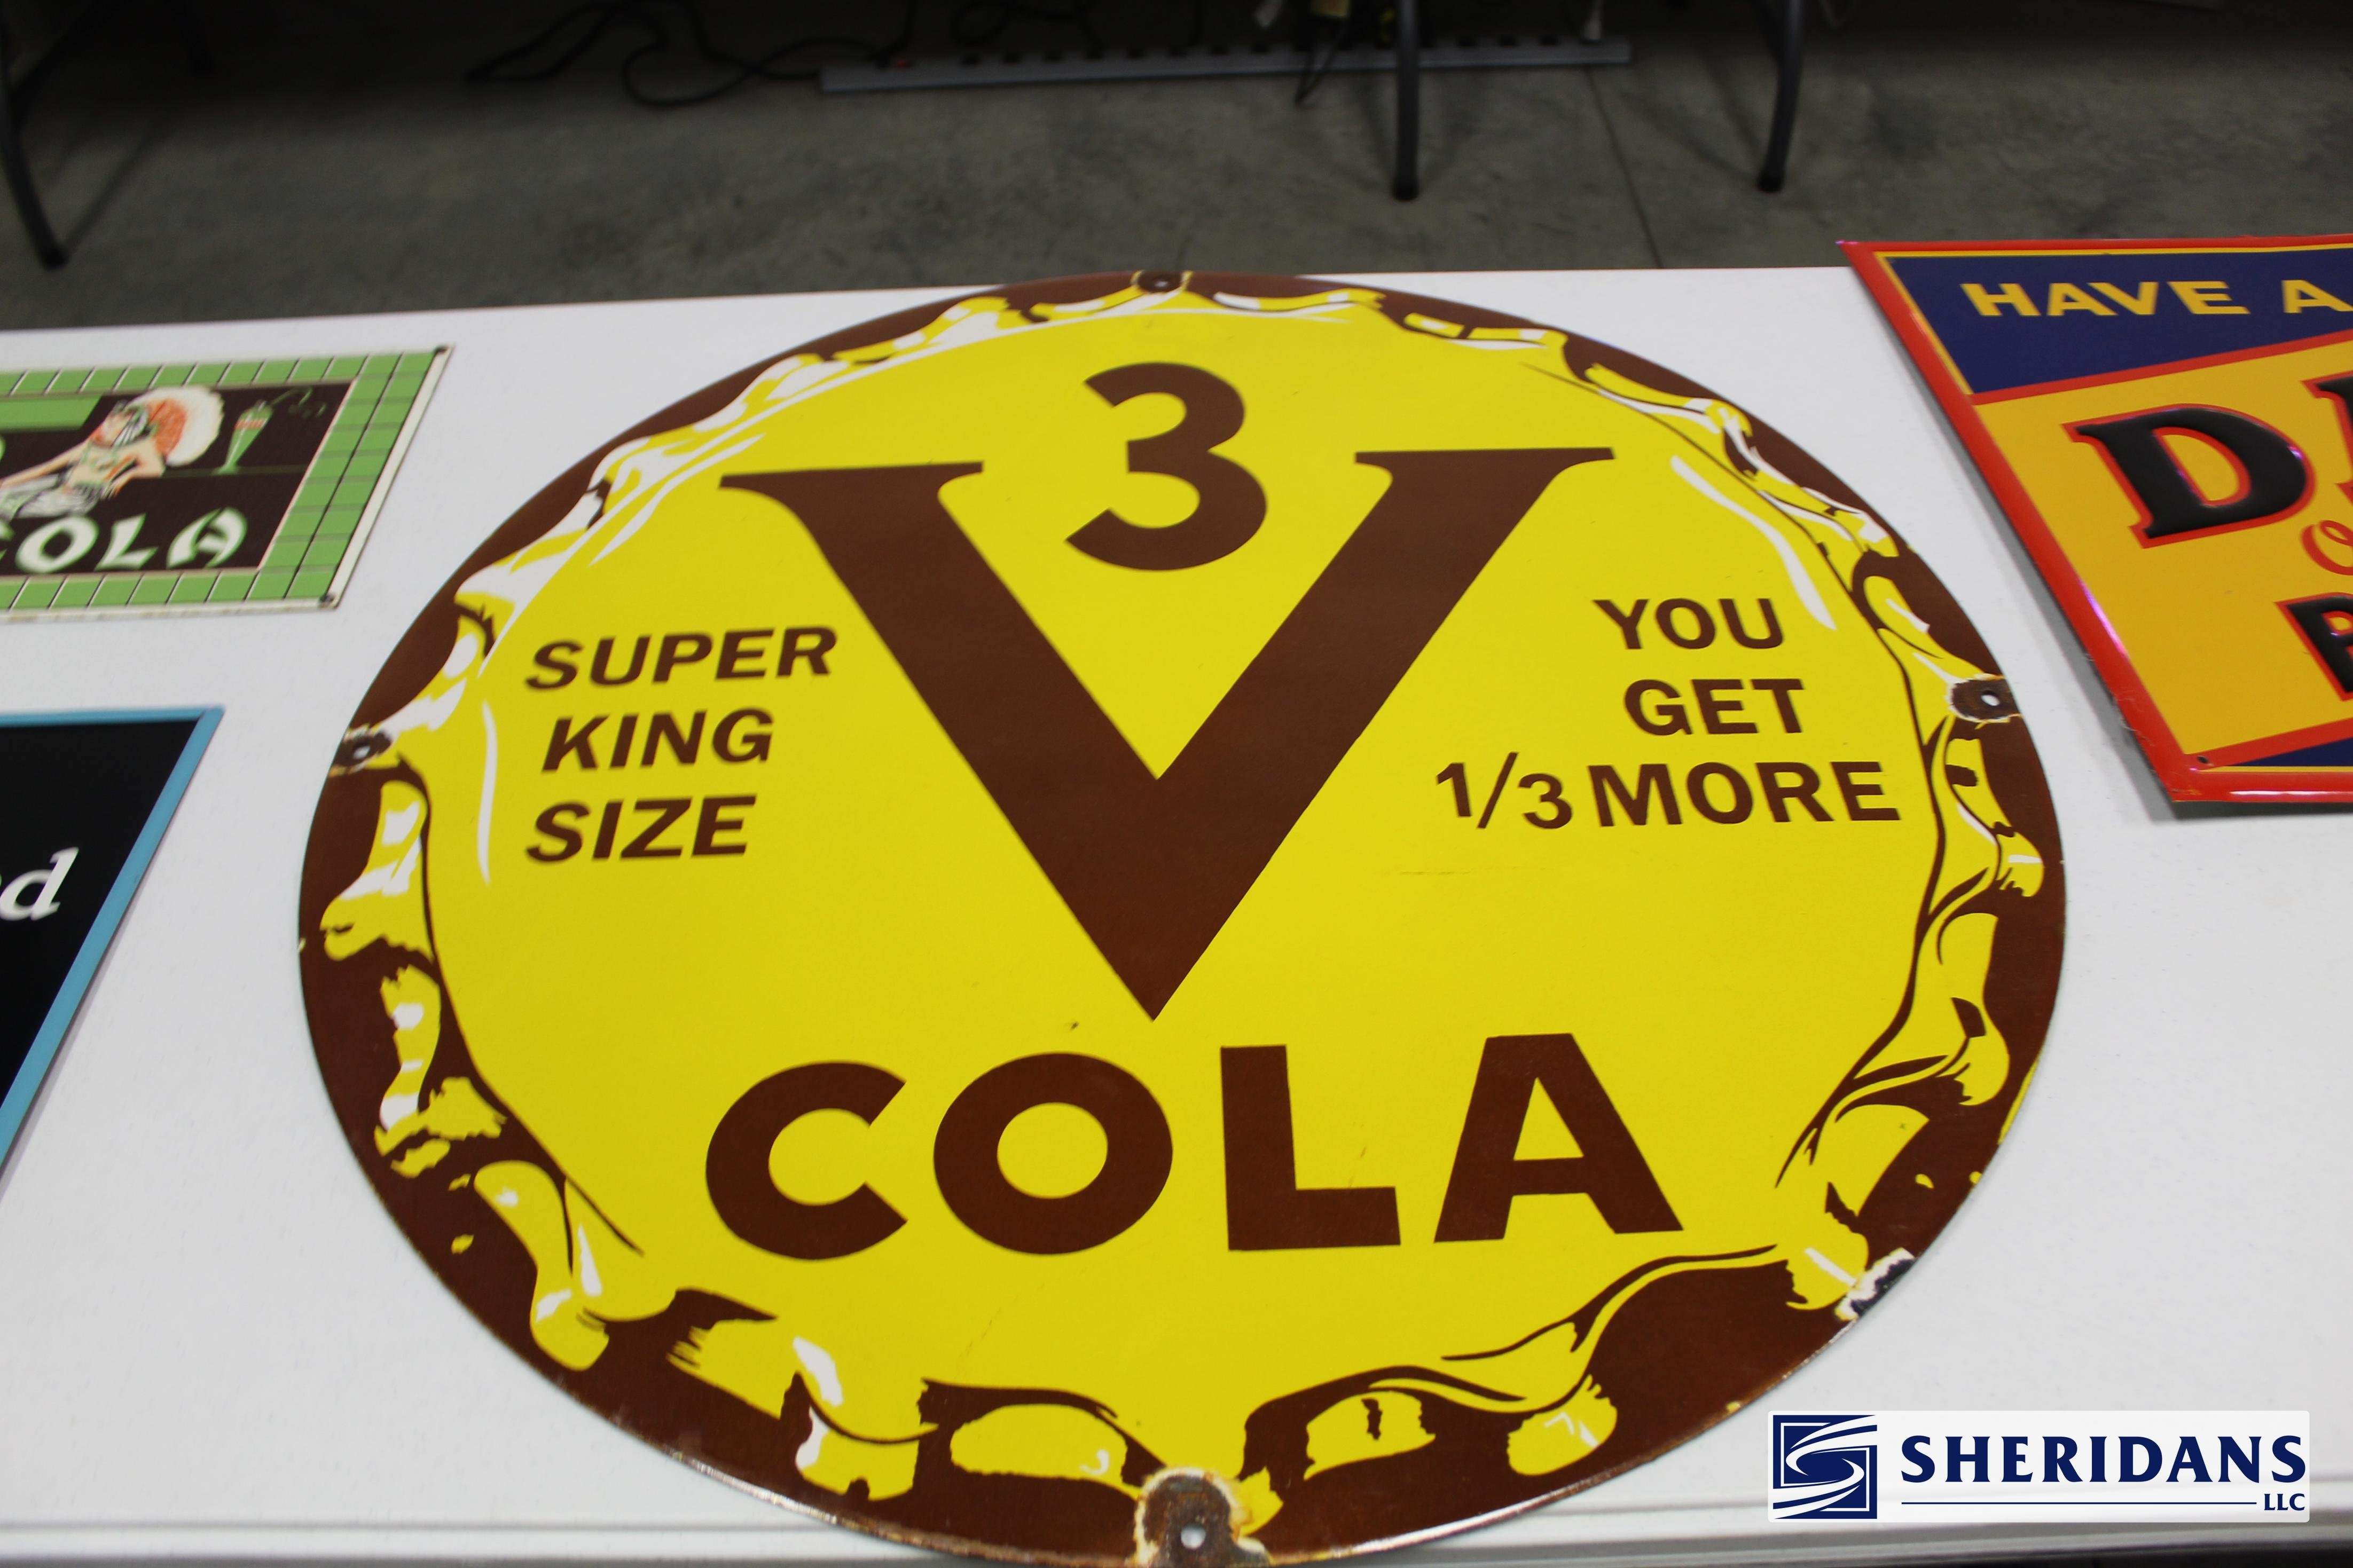 3
V
SUPER
KING
SIZE
YOU
GET
1/3 MORE
COLA
COLA
HAVE A
SHERIDANS
LLC